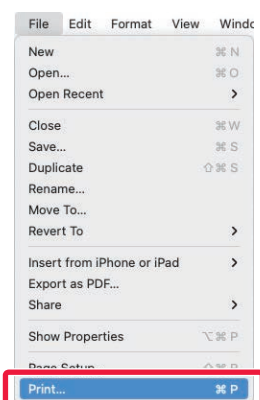 File Edit Format View Windo
New ⌘ N
Open... ⌘ O
Open Recent >
Close ⌘ W
Save... ⌘ S
Duplicate ⇧ ⌘ S
Rename...
Move To...
Revert To >
Insert from iPhone or iPad >
Export as PDF...
Share >
Show Properties ⌥ ⌘ P
Page Setup ⇧ ⌘ P
Print... ⌘ P